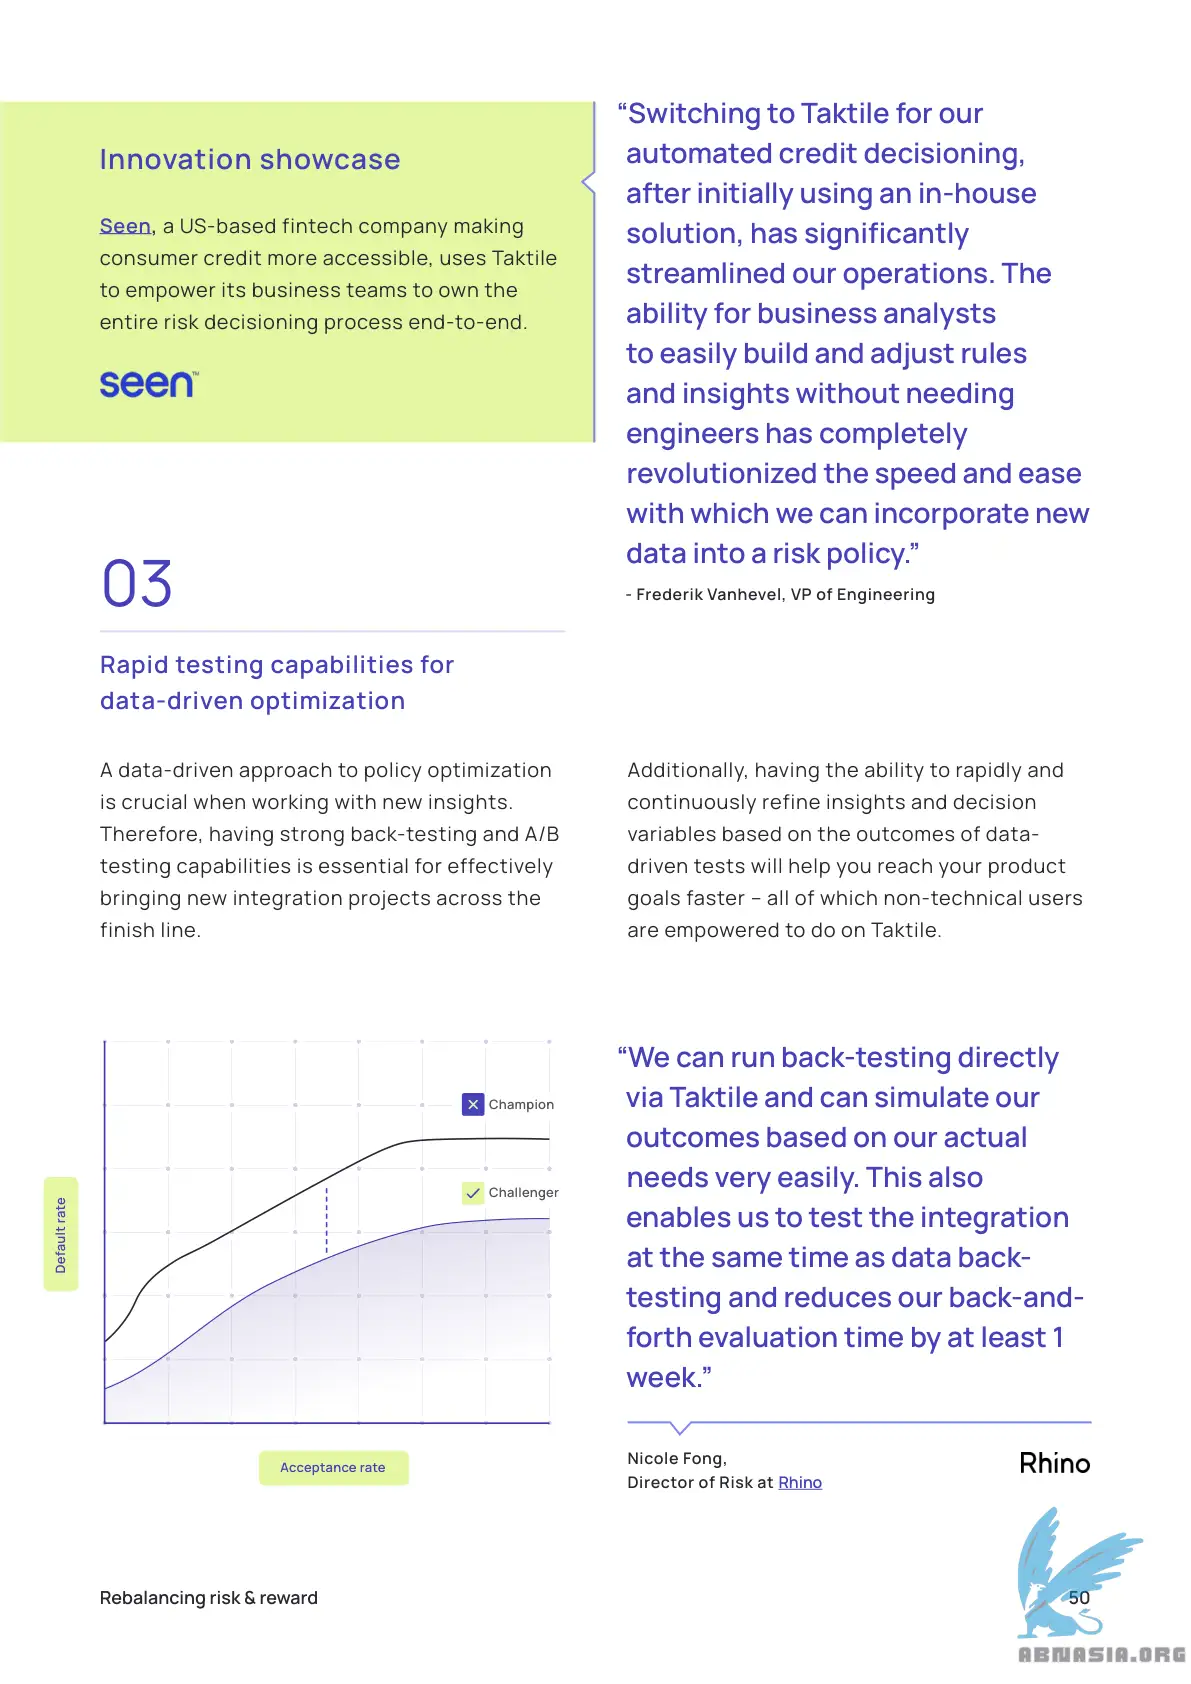 Innovation showcase
Seen, a US-based fintech company making
consumer credit more accessible, uses Taktile
to empower its business teams to own the
entire risk decisioning process end-to-end.
seen™
“Switching to Taktile for our
automated credit decisioning,
after initially using an in-house
solution, has significantly
streamlined our operations. The
ability for business analysts
to easily build and adjust rules
and insights without needing
engineers has completely
revolutionized the speed and ease
with which we can incorporate new
data into a risk policy.”
- Frederik Vanhevel, VP of Engineering
03
Rapid testing capabilities for
data-driven optimization
A data-driven approach to policy optimization
is crucial when working with new insights.
Therefore, having strong back-testing and A/B
testing capabilities is essential for effectively
bringing new integration projects across the
finish line.
Additionally, having the ability to rapidly and
continuously refine insights and decision
variables based on the outcomes of data-
driven tests will help you reach your product
goals faster – all of which non-technical users
are empowered to do on Taktile.
Champion
Challenger
Default rate
Acceptance rate
“We can run back-testing directly
via Taktile and can simulate our
outcomes based on our actual
needs very easily. This also
enables us to test the integration
at the same time as data back-
testing and reduces our back-and-
forth evaluation time by at least 1
week.”
Nicole Fong,
Director of Risk at Rhino
Rhino
Rebalancing risk & reward
50
ABNASIA.ORG